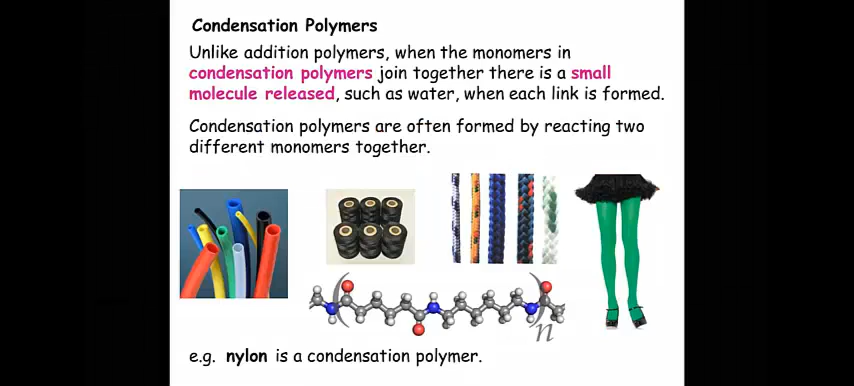 Condensation Polymers
Unlike addition polymers, when the monomers in
condensation polymers join together there is a small
molecule released, such as water, when each link is formed.
Condensation polymers are often formed by reacting two
different monomers together.
n
e.g. nylon is a condensation polymer.